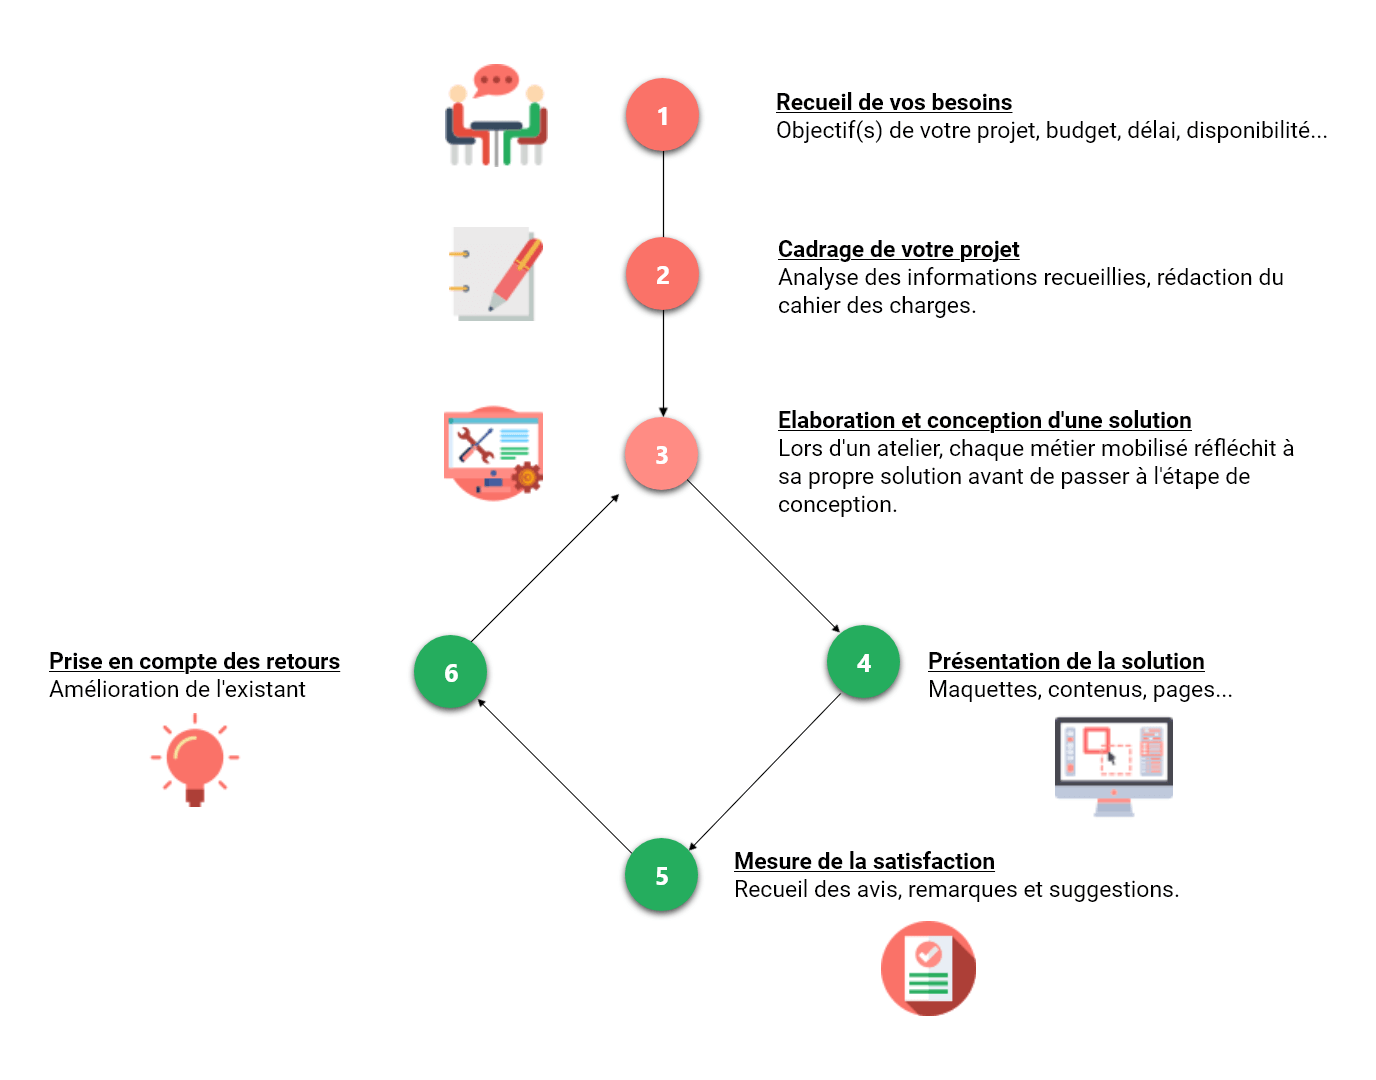 1
Recueil de vos besoins
Objectif(s) de votre projet, budget, délai, disponibilité...
2
Cadrage de votre projet
Analyse des informations recueillies, rédaction du
cahier des charges.
3
Elaboration et conception d'une solution
Lors d'un atelier, chaque métier mobilisé réfléchit à
sa propre solution avant de passer à l'étape de
conception.
4
Présentation de la solution
Maquettes, contenus, pages...
5
Mesure de la satisfaction
Recueil des avis, remarques et suggestions.
6
Prise en compte des retours
Amélioration de l'existant